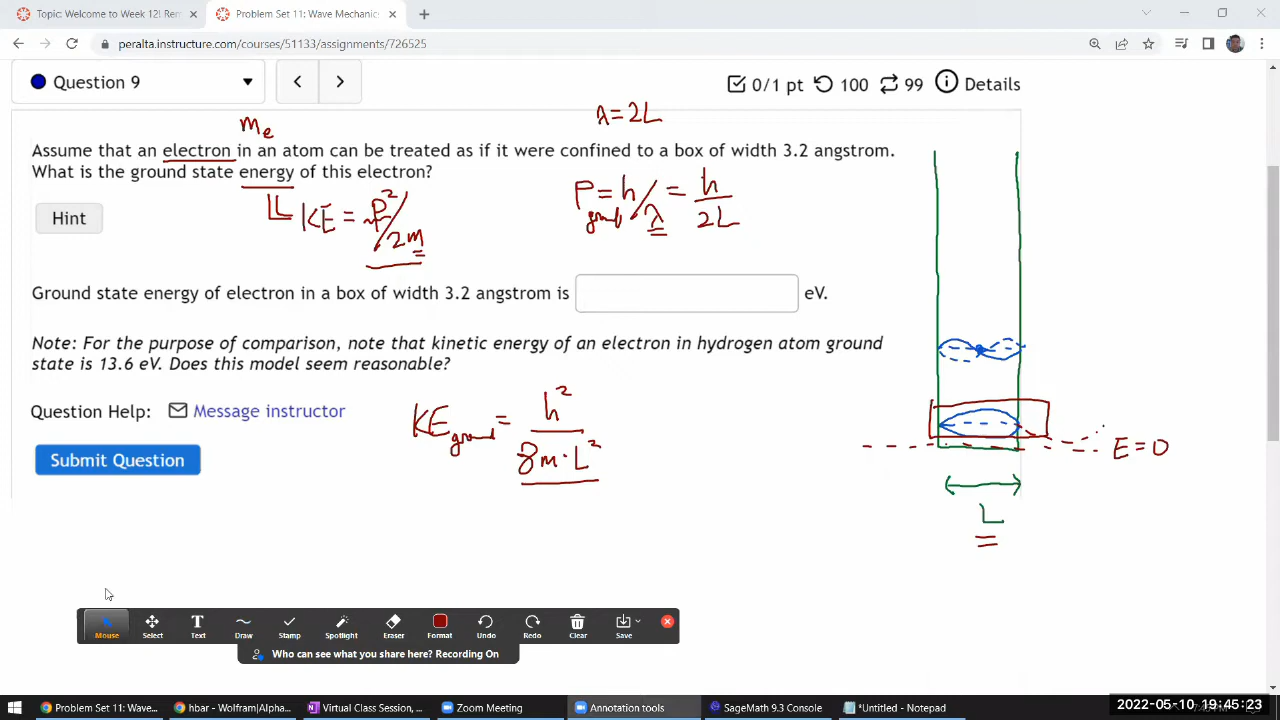 Topic: Welcome to Week 12! Rem
Problem Set 11: Wave Mechanics
peralta.instructure.com/courses/51133/assignments/726525
Question 9
0/1 pt 100 99 Details
λ = 2L
m_e
Assume that an electron in an atom can be treated as if it were confined to a box of width 3.2 angstrom.
What is the ground state energy of this electron?
Hint
KE = p²/2m
P_ground = h/λ = h/2L
Ground state energy of electron in a box of width 3.2 angstrom is eV.
Note: For the purpose of comparison, note that kinetic energy of an electron in hydrogen atom ground
state is 13.6 eV. Does this model seem reasonable?
Question Help: Message instructor
KE_ground = h²/8m·L²
Submit Question
E = 0
L
Mouse Select Text Draw Stamp Spotlight Eraser Format Undo Redo Clear Save
Who can see what you share here? Recording On
Problem Set 11: Wave... hbar - Wolfram|Alpha... Virtual Class Session, ... Zoom Meeting Annotation tools SageMath 9.3 Console *Untitled - Notepad
2022-05-10 19:45:23